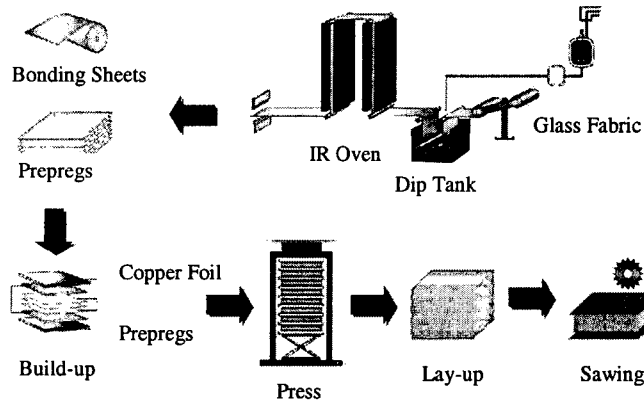 Bonding Sheets
Glass Fabric
IR Oven
Prepregs
Dip Tank
Copper Foil
Prepregs
Build-up
Press
Lay-up
Sawing